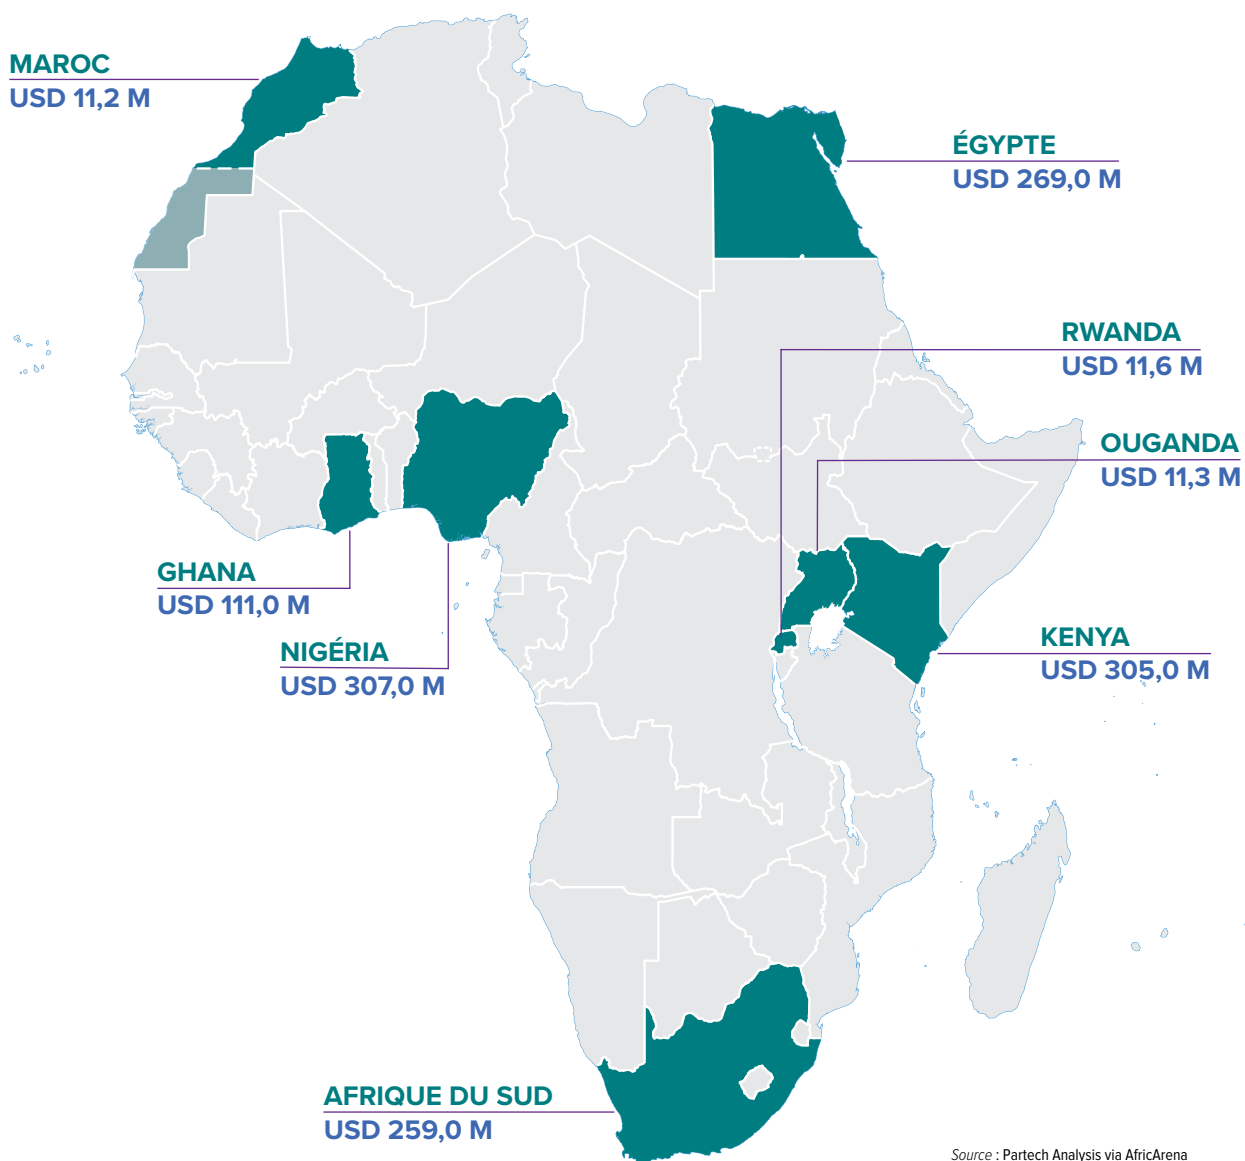 MAROC
USD 11,2 M
ÉGYPTE
USD 269,0 M
RWANDA
USD 11,6 M
OUGANDA
USD 11,3 M
GHANA
USD 111,0 M
NIGÉRIA
USD 307,0 M
KENYA
USD 305,0 M
AFRIQUE DU SUD
USD 259,0 M
Source : Partech Analysis via AfricArena